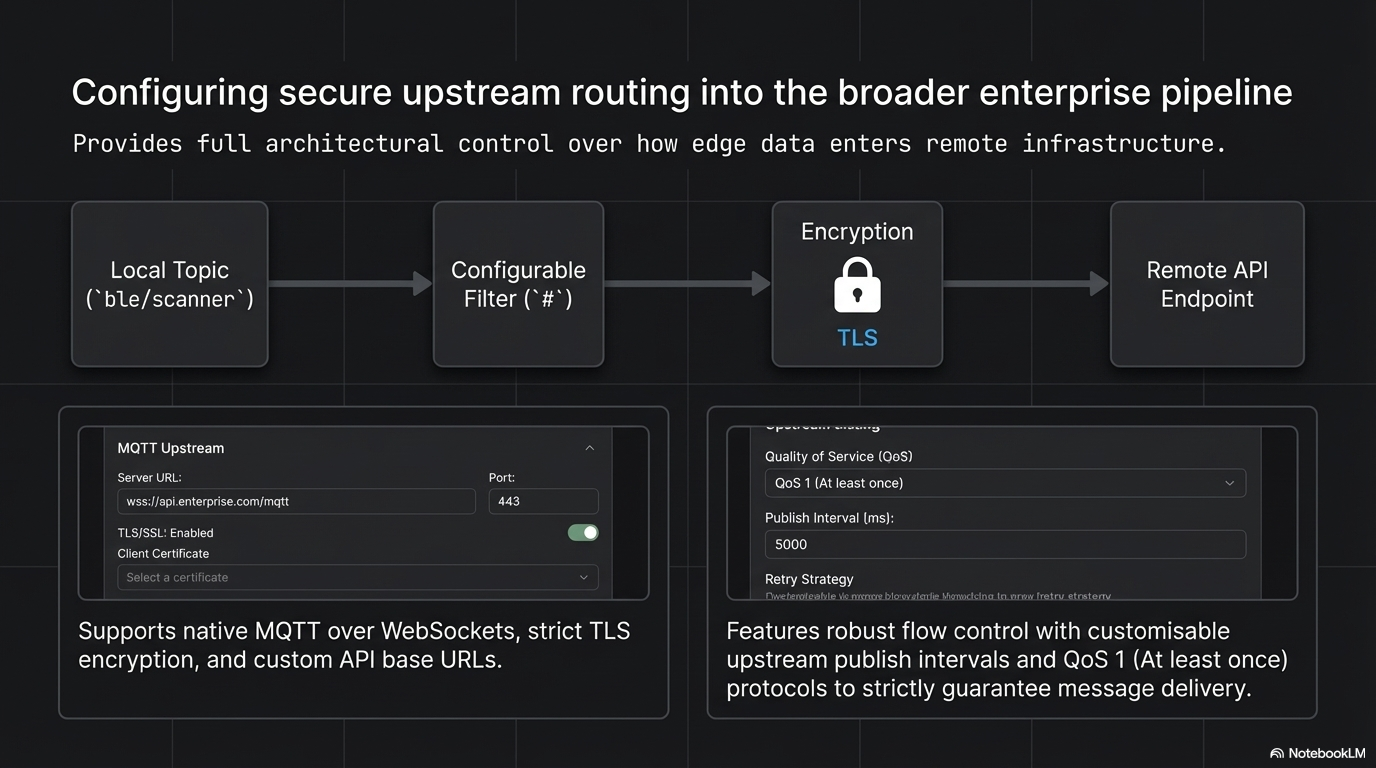 Configuring secure upstream routing into the broader enterprise pipeline
Provides full architectural control over how edge data enters remote infrastructure.
Local Topic
(`ble/scanner`)
Configurable
Filter (`#`)
Encryption
TLS
Remote API
Endpoint
MQTT Upstream
Server URL:
Port:
wss://api.enterprise.com/mqtt
443
TLS/SSL: Enabled
Client Certificate
Select a certificate
Supports native MQTT over WebSockets, strict TLS
encryption, and custom API base URLs.
Quality of Service (QoS)
QoS 1 (At least once)
Publish Interval (ms):
5000
Retry Strategy
Features robust flow control with customisable
upstream publish intervals and QoS 1 (At least once)
protocols to strictly guarantee message delivery.
NotebookLM